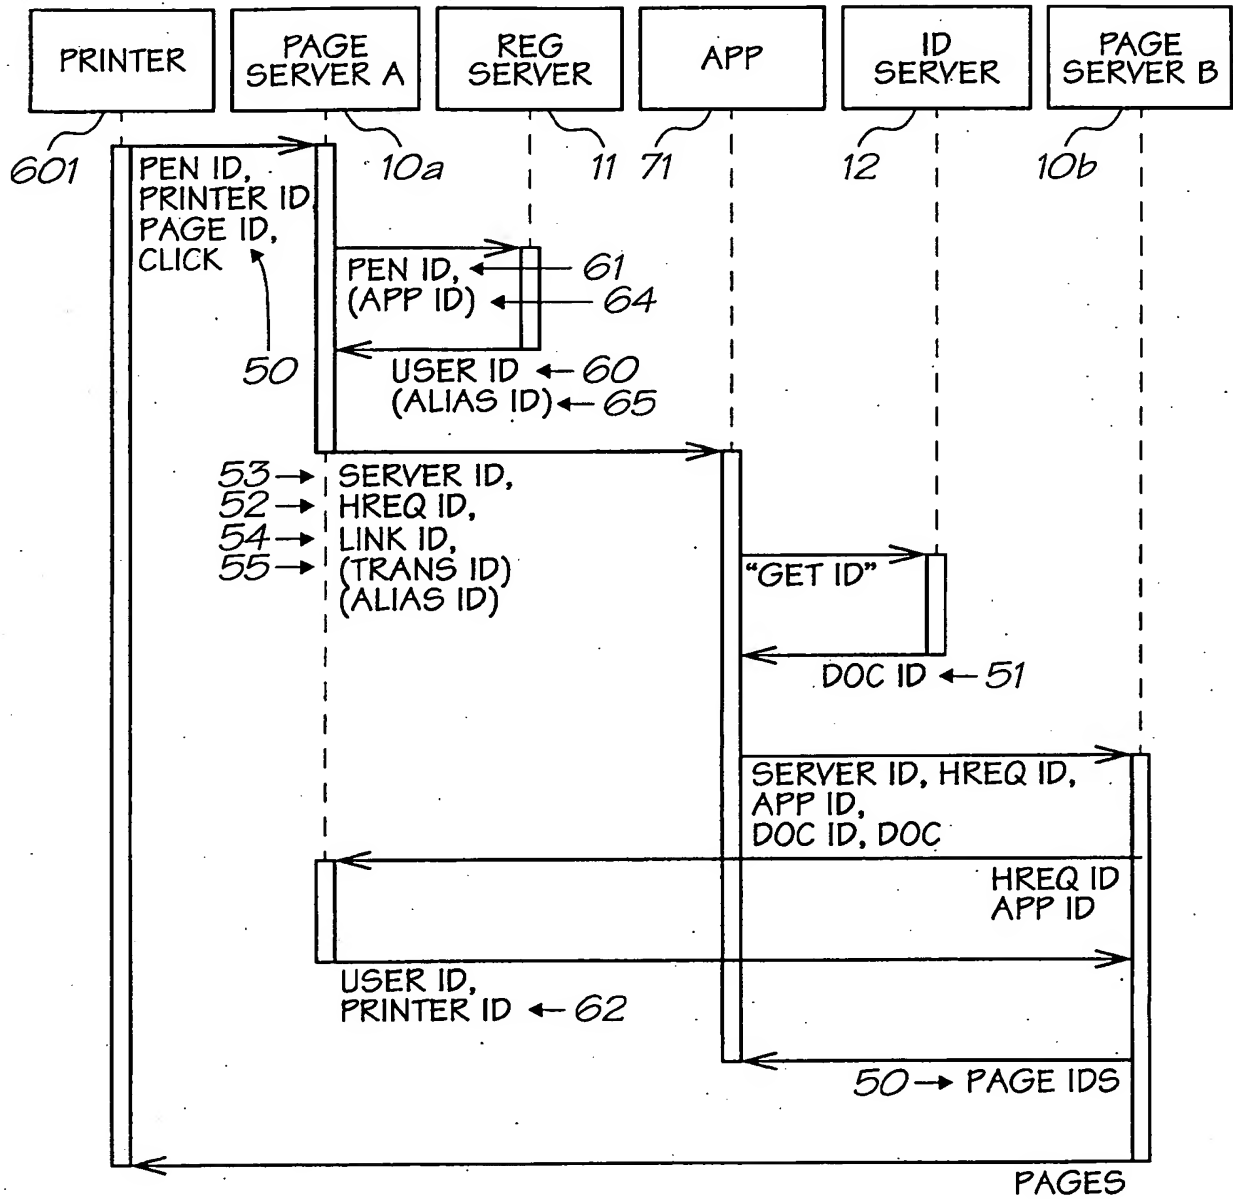 PRINTER
PAGE
SERVER A
REG
SERVER
APP
ID
SERVER
PAGE
SERVER B
601
10a
11
71
12
10b
PEN ID,
PRINTER ID
PAGE ID,
CLICK
50
PEN ID, 61
(APP ID) 64
USER ID 60
(ALIAS ID) 65
53 SERVER ID,
52 HREQ ID,
54 LINK ID,
55 (TRANS ID)
(ALIAS ID)
"GET ID"
DOC ID 51
SERVER ID, HREQ ID,
APP ID,
DOC ID, DOC
HREQ ID
APP ID
USER ID,
PRINTER ID 62
50 PAGE IDS
PAGES